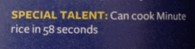 SPECIAL TALENT: Can cook Minute
rice in 58 seconds